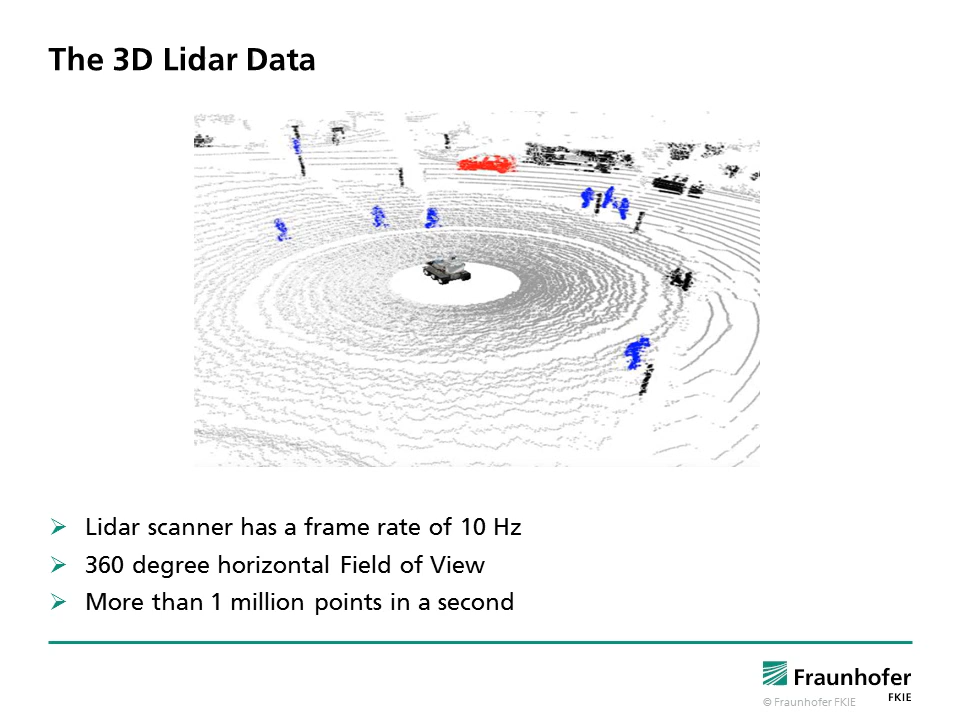 The 3D Lidar Data
Lidar scanner has a frame rate of 10 Hz
360 degree horizontal Field of View
More than 1 million points in a second
Fraunhofer
FKIE
© Fraunhofer FKIE